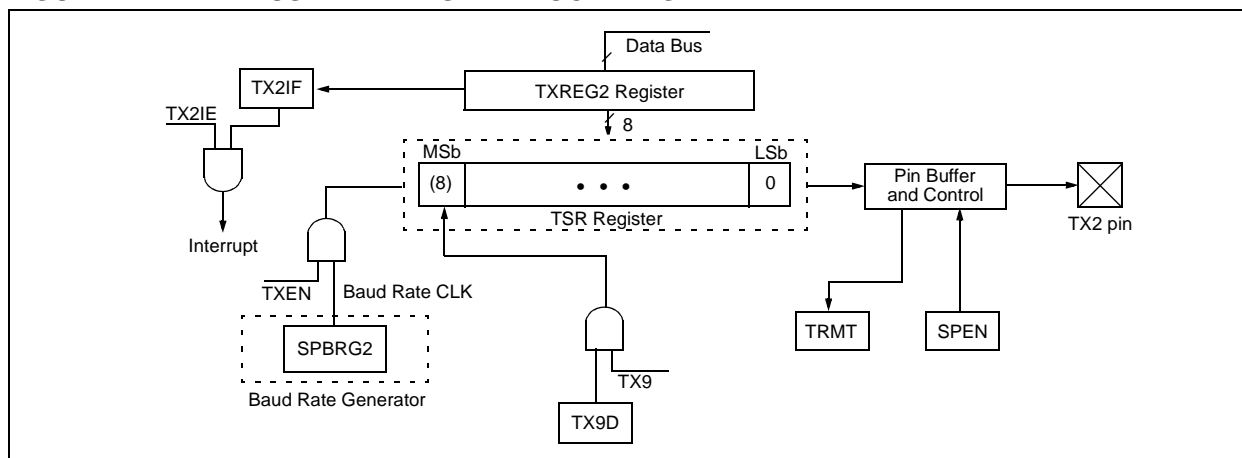 Data Bus
TX2IF
TXREG2 Register
TX2IE
8
MSb
LSb
(8)
• • •
0
Pin Buffer
and Control
TSR Register
TX2 pin
Interrupt
TXEN
Baud Rate CLK
TRMT
SPEN
SPBRG2
TX9
Baud Rate Generator
TX9D